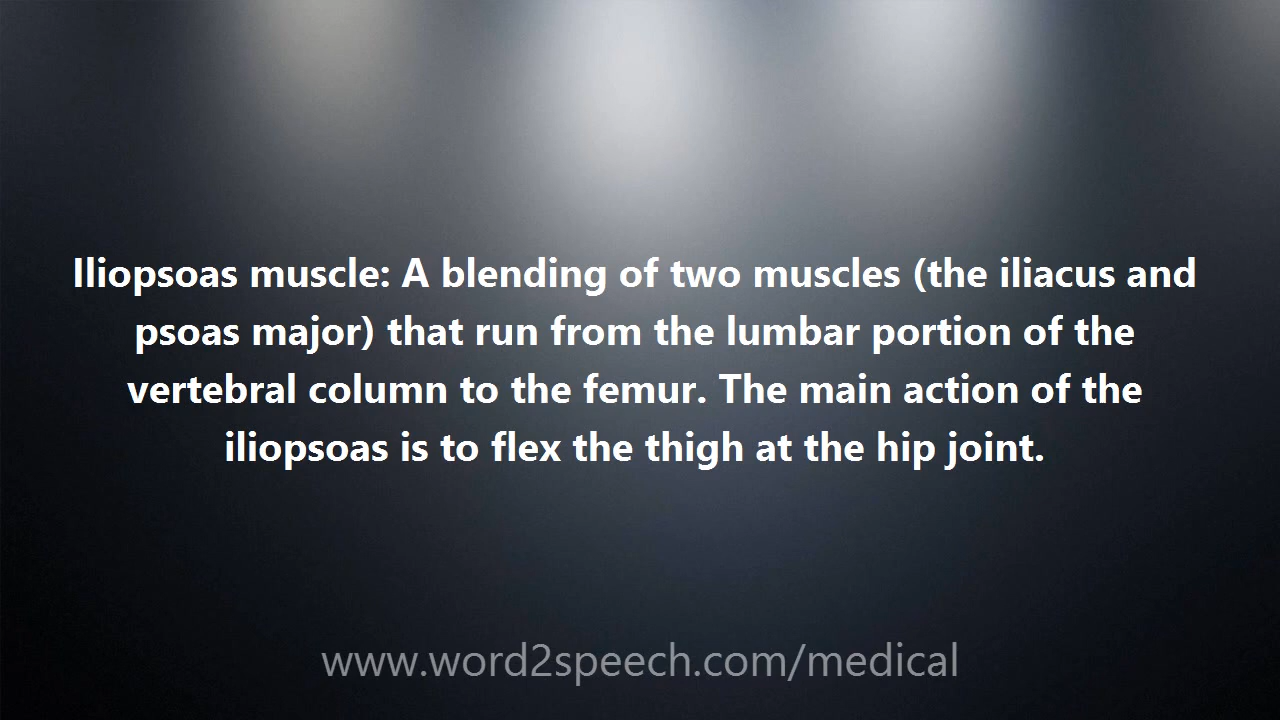 Iliopsoas muscle: A blending of two muscles (the iliacus and
psoas major) that run from the lumbar portion of the
vertebral column to the femur. The main action of the
iliopsoas is to flex the thigh at the hip joint.
www.word2speech.com/medical